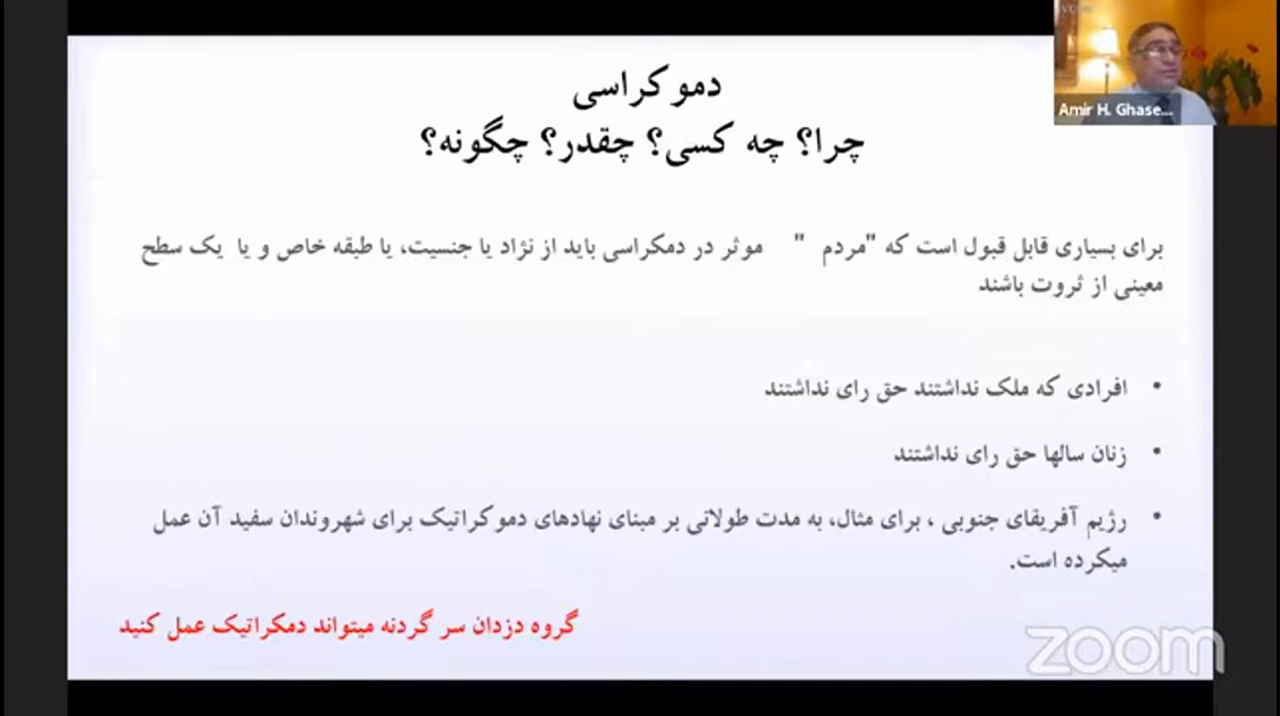 دموکراسی
چرا؟ چه کسی؟ چقدر؟ چگونه؟
برای بسیاری قابل قبول است که "مردم " موثر در دمکراسی باید از نژاد یا جنسیت، یا طبقه خاص و یا یک سطح
معینی از ثروت باشند
• افرادی که ملک نداشتند حق رای نداشتند
• زنان سالها حق رای نداشتند
• رژیم آفریقای جنوبی ، برای مثال، به مدت طولانی بر مبنای نهادهای دموکراتیک برای شهروندان سفید آن عمل
میکرده است.
گروه دزدان سر گردنه میتواند دمکراتیک عمل کنید
Amir H. Ghase...
zoom